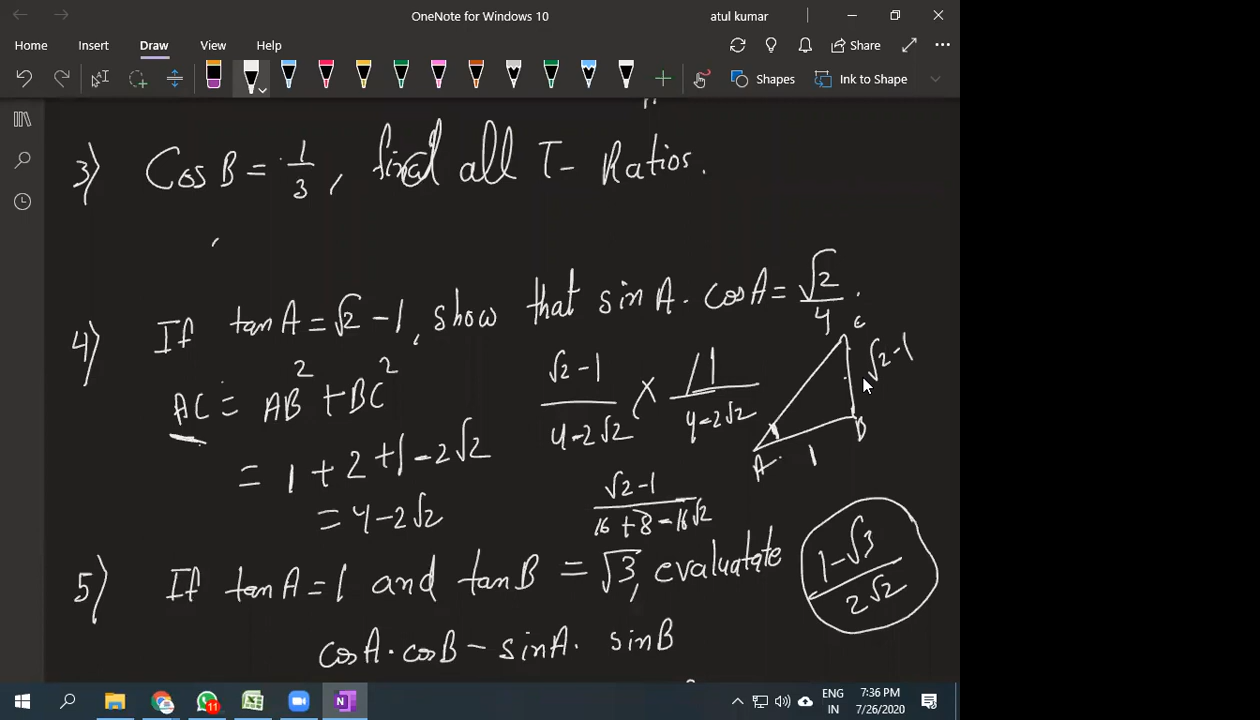 OneNote for Windows 10
atul kumar
Home Insert Draw View Help
Share
Shapes
Ink to Shape
3) Cos B = 1/3, find all T- Ratios.
4) If tan A = √2 - 1, show that sin A . cos A = √2/4 .
AC = AB² + BC²
= 1 + 2 + 1 - 2√2
= 4 - 2√2
√2 - 1 / 4 - 2√2 × 1 / 4 - 2√2
√2 - 1 / 16 + 8 - 16√2
C
√2 - 1
B
A
1
5) If tan A = 1 and tan B = √3, evaluatate
1 - √3 / 2√2
cos A . cos B - sin A . sin B
11
ENG
IN
7:36 PM
7/26/2020